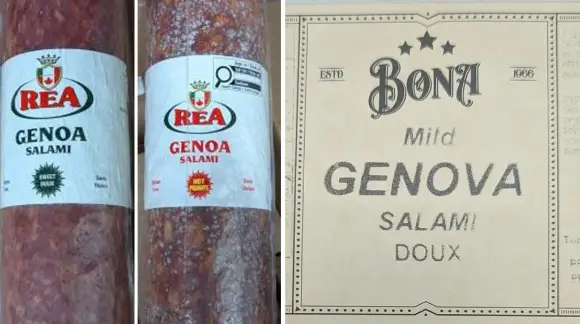 REA
GENOA
SALAMI
SWEET
DOUX
REA
GENOA
SALAMI
HOT
PIQUANT
ESTD
1966
BONA
Mild
GENOVA
SALAMI
DOUX